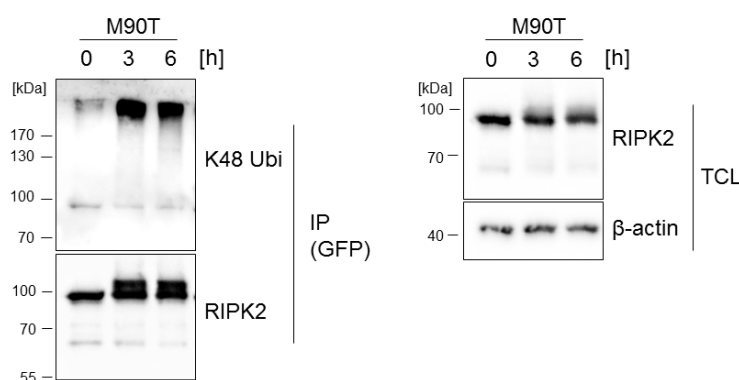 M90T
0 3 6 [h]
[kDa]
170
130
100
70
K48 Ubi
100
70
55
RIPK2
IP
(GFP)
M90T
0 3 6 [h]
[kDa]
100
70
RIPK2
40
β-actin
TCL